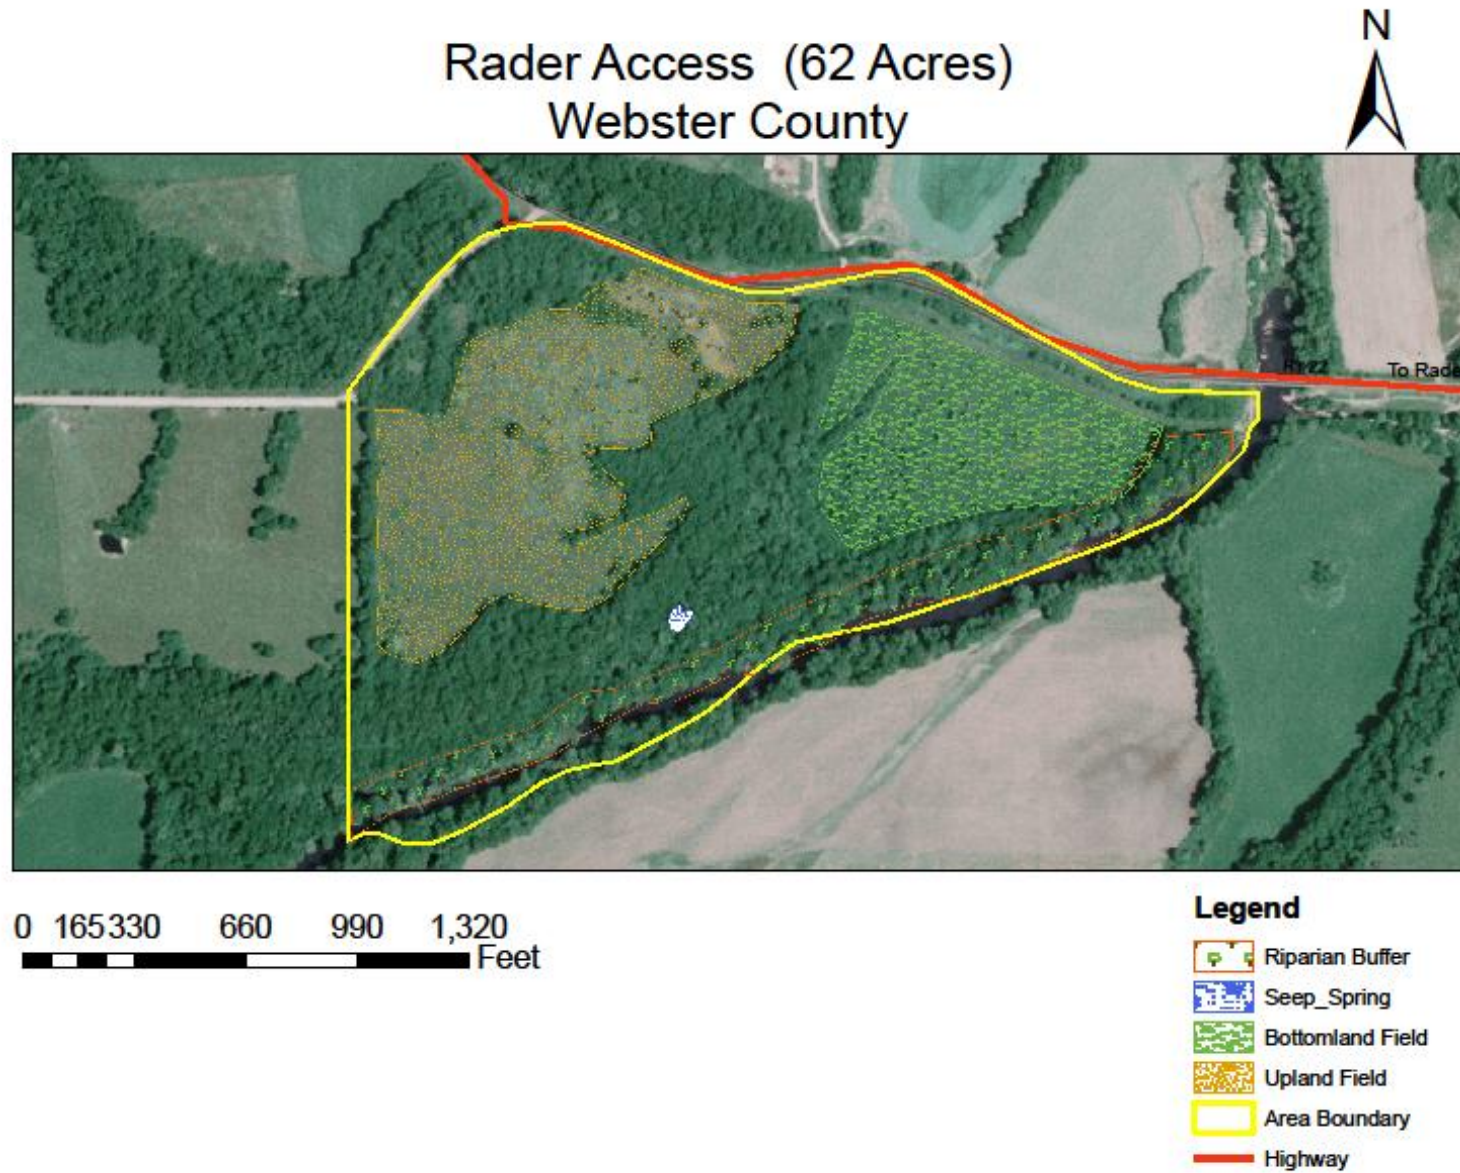 Rader Access (62 Acres)
Webster County
N
To Rade
0 165 330 660 990 1,320
Feet
Legend
Riparian Buffer
Seep_Spring
Bottomland Field
Upland Field
Area Boundary
Highway